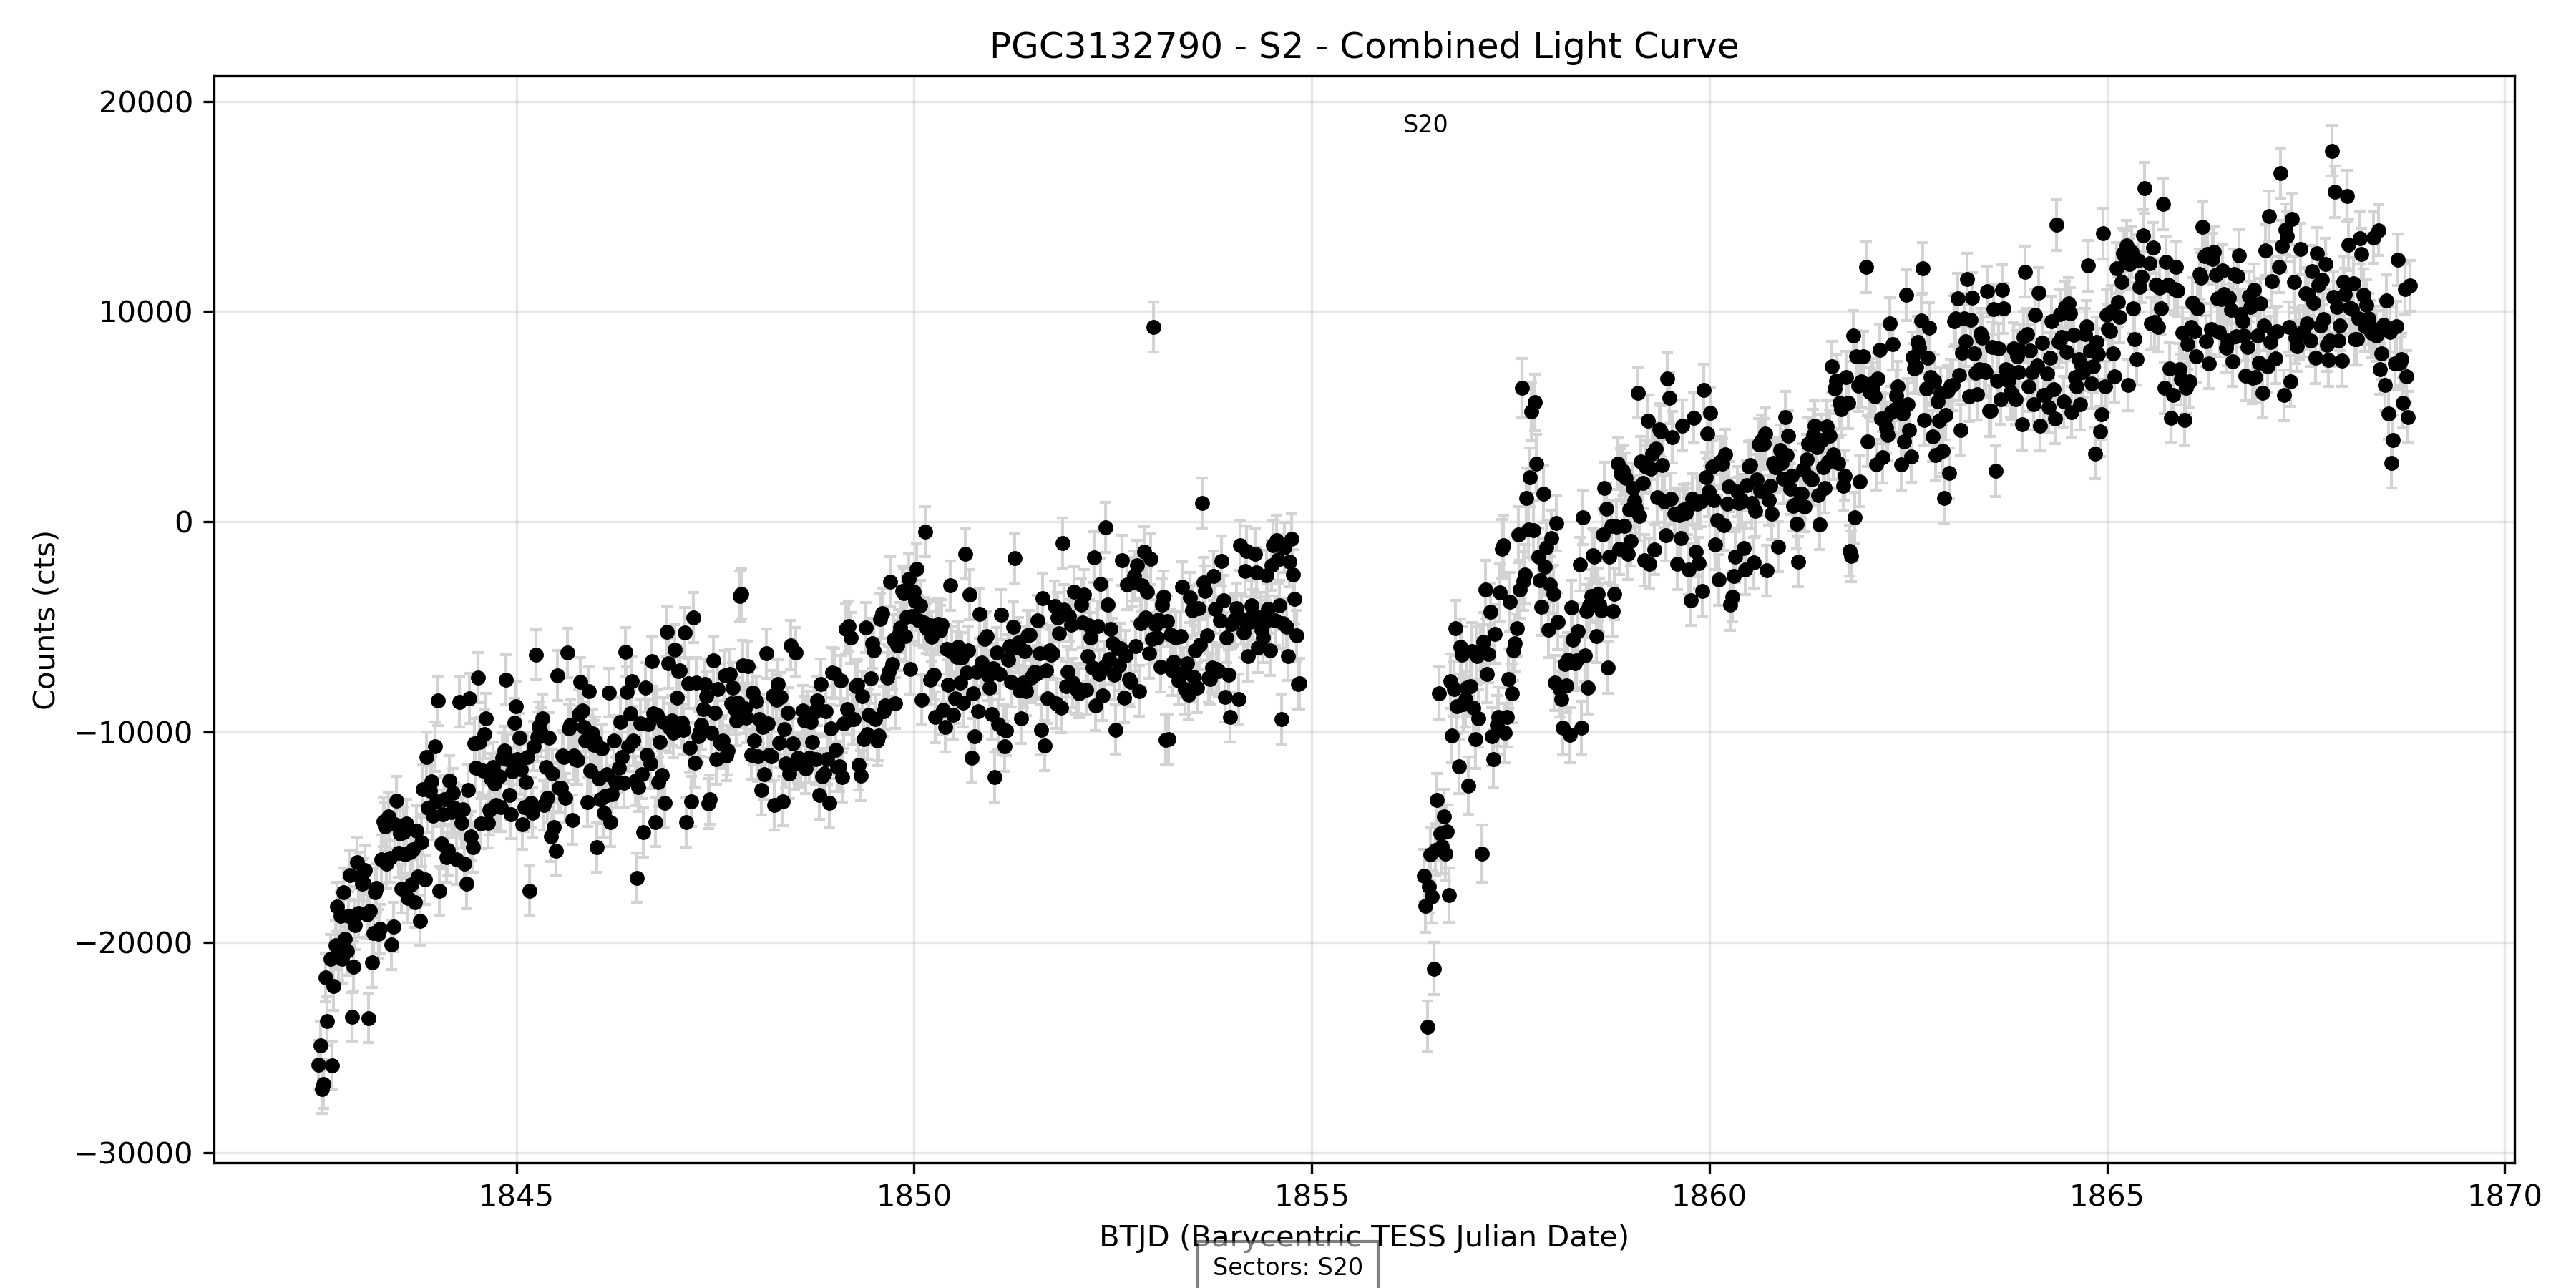 PGC3132790 - S2 - Combined Light Curve
20000
S20
10000
0
−10000
−20000
−30000
Counts (cts)
1845 1850 1855 1860 1865 1870
BTJD (Barycentric TESS Julian Date)
Sectors: S20